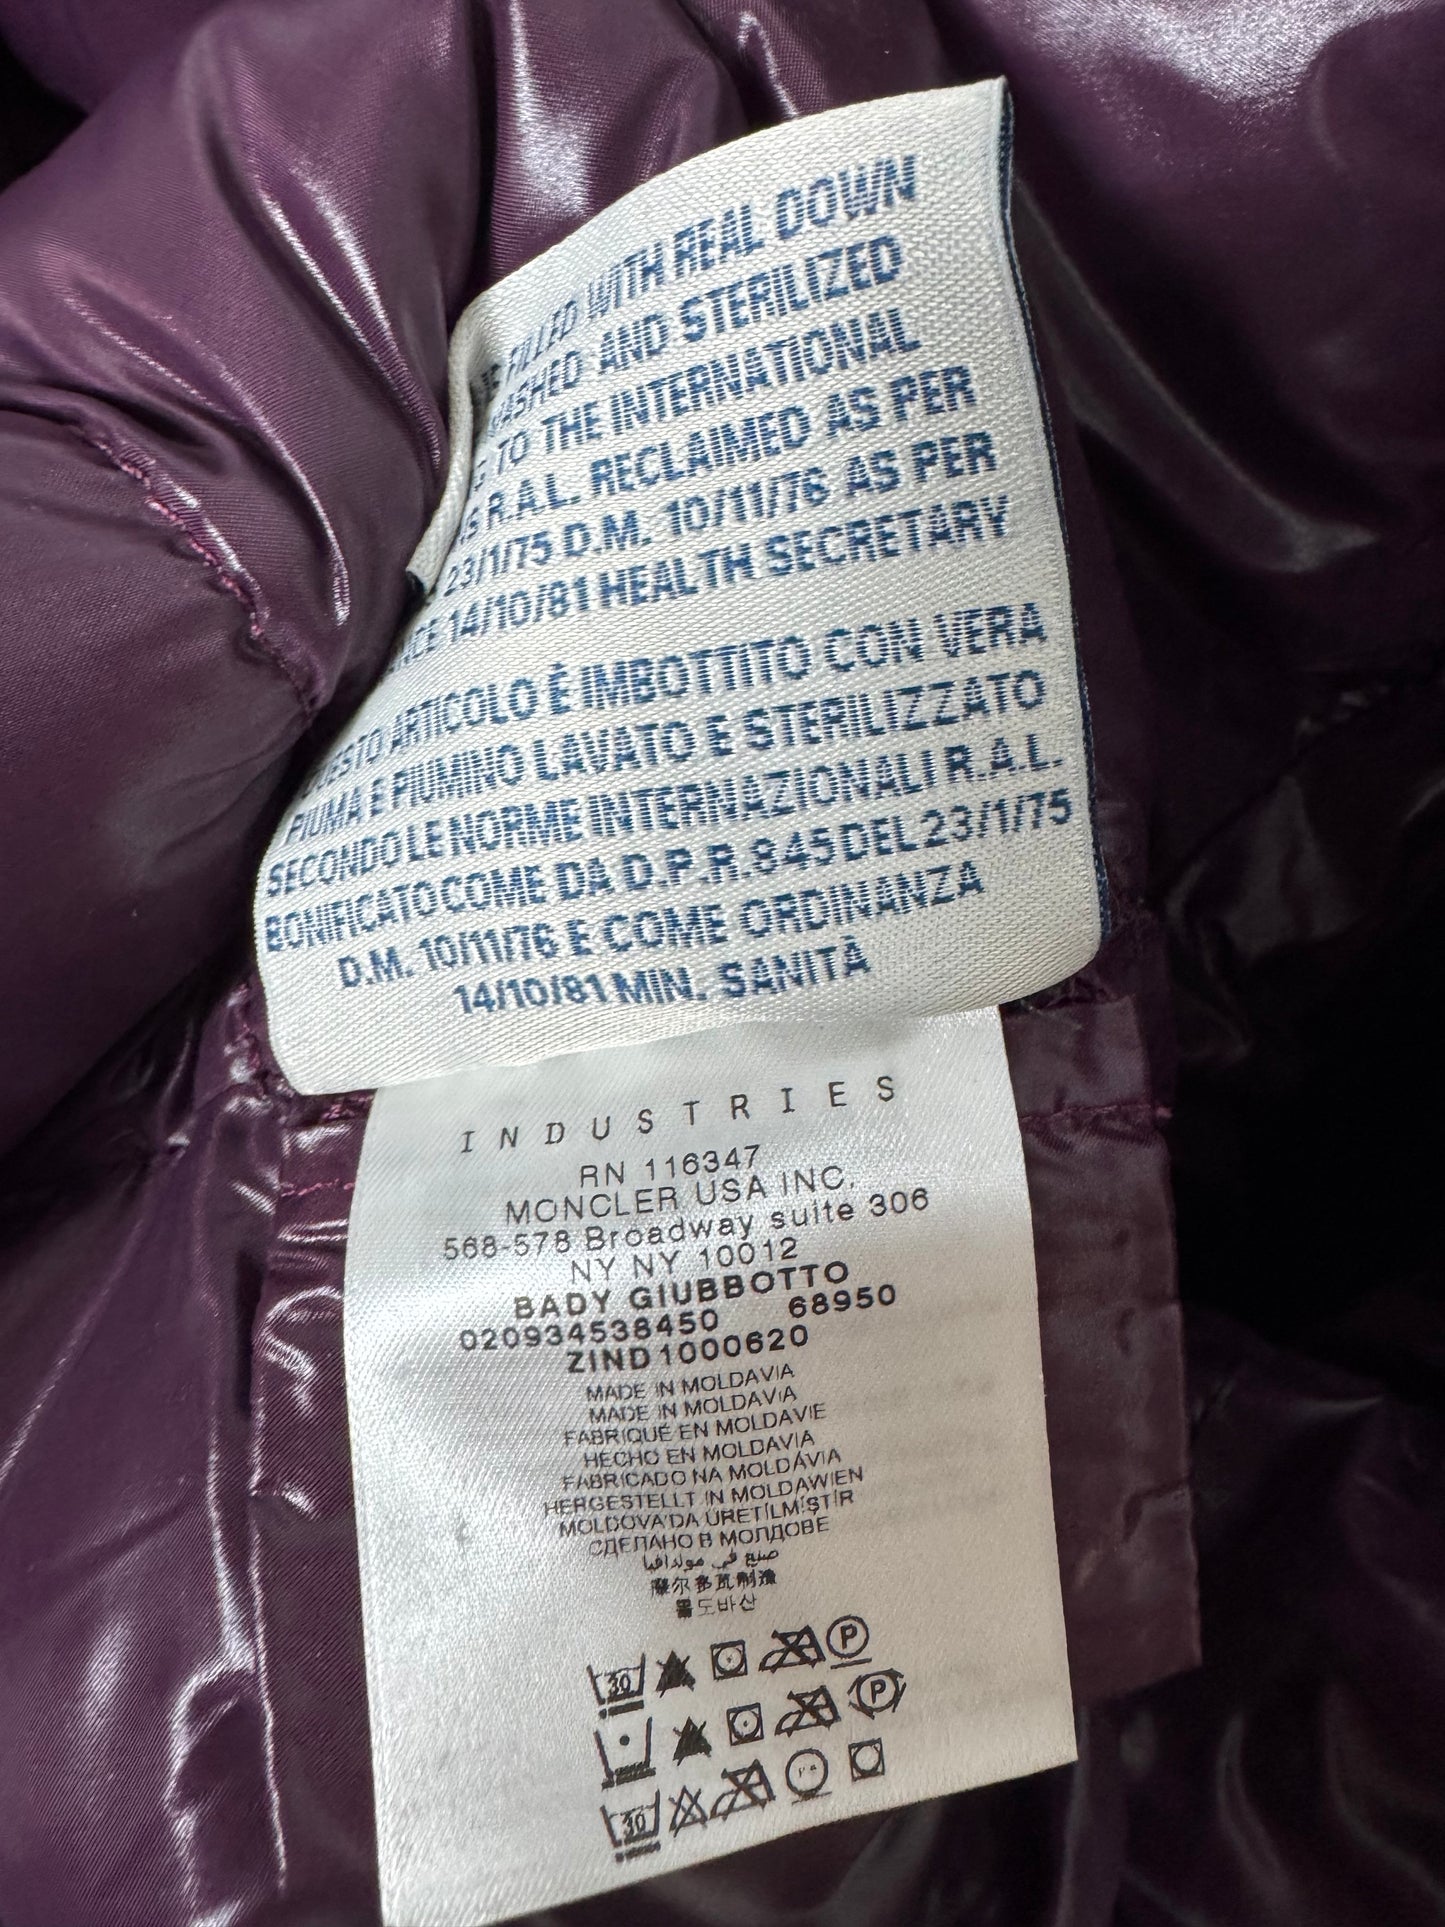 FILLED WITH REAL DOWN
AND STERILIZED
TO THE INTERNATIONAL
R.A.L. RECLAIMED AS PER
23/1/75 D.M. 10/11/76 AS PER
14/10/81 HEALTH SECRETARY
ARTICOLO È IMBOTTITO CON VERA
PIUMA E PIUMINO LAVATO E STERILIZZATO
SECONDO LE NORME INTERNAZIONALI R.A.L.
BONIFICATO COME DA D.P.R. 845 DEL 23/1/75
D.M. 10/11/76 E COME ORDINANZA
14/10/81 MIN. SANITÀ
INDUSTRIES
RN 116347
MONCLER USA INC.
568-578 Broadway suite 306
NY NY 10012
BADY GIUBBOTTO
020934538450 68950
ZIND1000620
MADE IN MOLDAVIA
MADE IN MOLDAVIA
FABRIQUÉ EN MOLDAVIE
HECHO EN MOLDAVIA
FABRICADO NA MOLDÁVIA
HERGESTELLT IN MOLDAWIEN
MOLDOVA'DA ÜRETİLMİŞTİR
СДЕЛАНО В МОЛДОВЕ
صنع في مولدافيا
摩尔多瓦制造
몰도바산
30 P
P
30